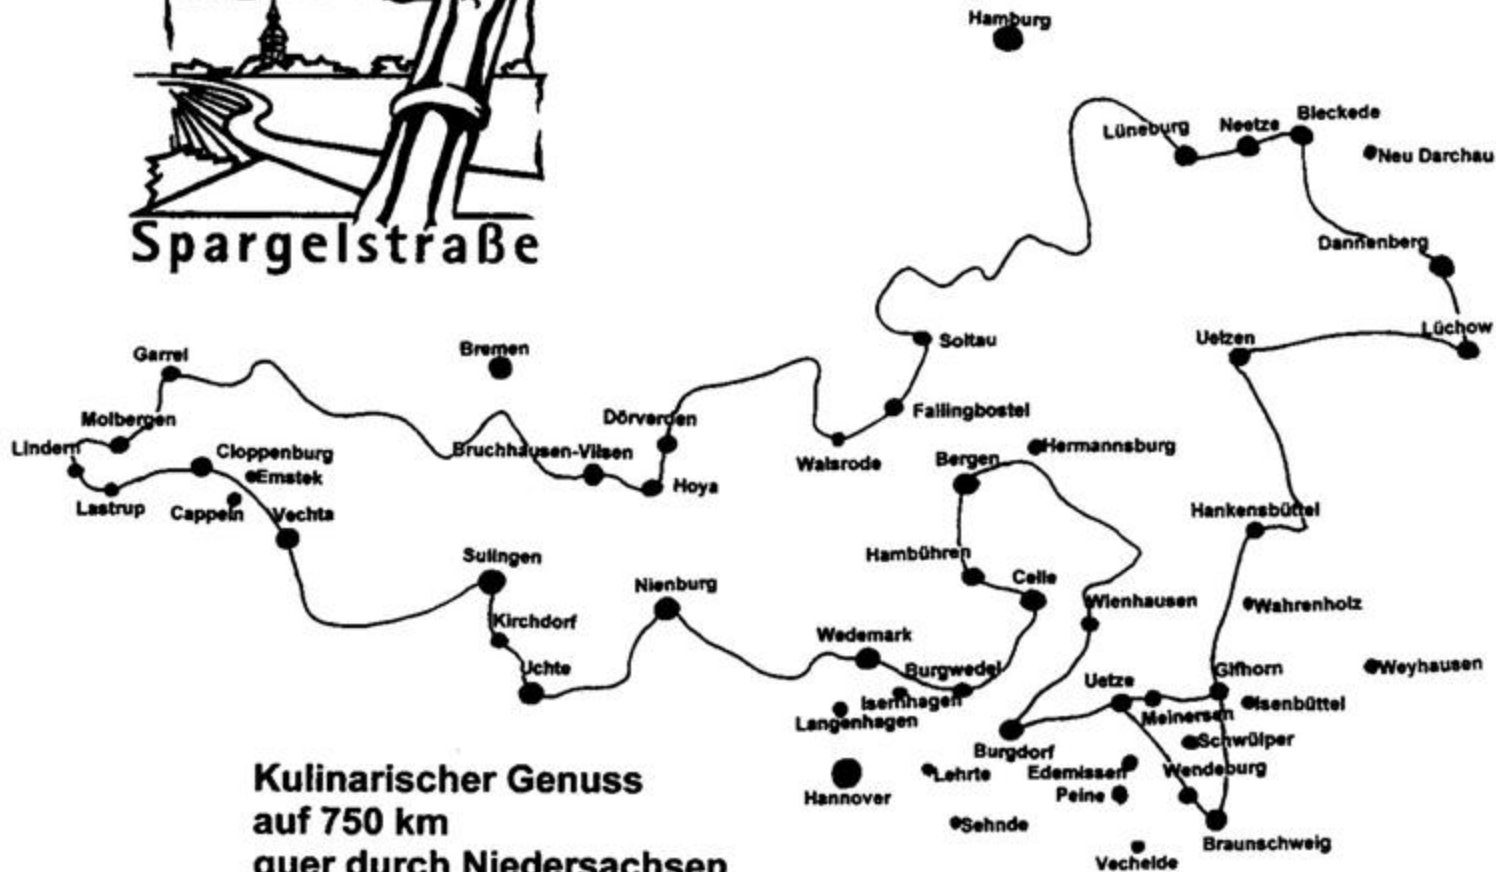 Hamburg
Lüneburg
Neetze
Bleckede
Neu Darchau
Spargelstraße
Dannenberg
Lüchow
Uelzen
Soltau
Garrel
Bremen
Molbergen
Dörverden
Fallingbostel
Lindern
Cloppenburg
Emstek
Bruchhausen-Vilsen
Walsrode
Bergen
Hermannsburg
Lastrup
Cappeln
Vechta
Hoya
Hankensbüttel
Sulingen
Nienburg
Hambühren
Celle
Kirchdorf
Wienhausen
Wahrenholz
Wedemark
Uchte
Burgwedel
Gifhorn
Weyhausen
Isernhagen
Uetze
Isenbüttel
Langenhagen
Meinersen
Burgdorf
Schwülper
Kulinarischer Genuss
auf 750 km
quer durch Niedersachsen
Hannover
Lehrte
Edemissen
Wendeburg
Peine
Sehnde
Braunschweig
Vechelde